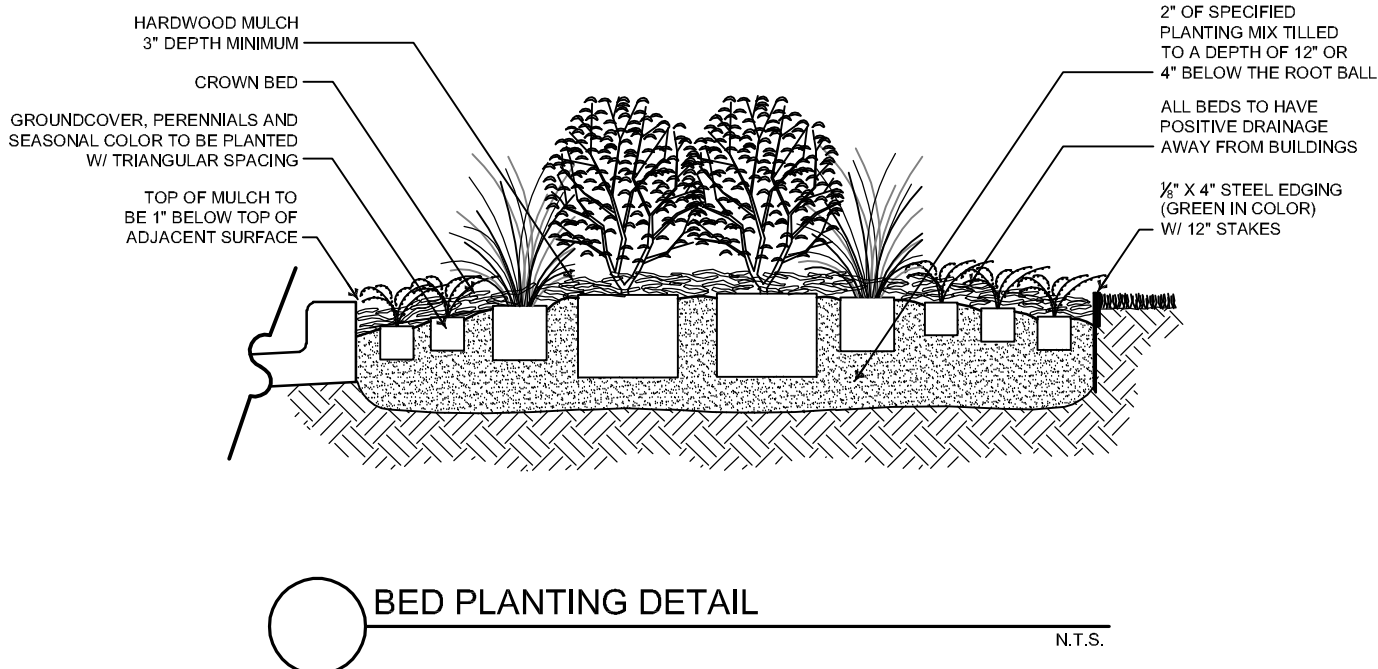 HARDWOOD MULCH
3" DEPTH MINIMUM
CROWN BED
GROUNDCOVER, PERENNIALS AND
SEASONAL COLOR TO BE PLANTED
W/ TRIANGULAR SPACING
TOP OF MULCH TO
BE 1" BELOW TOP OF
ADJACENT SURFACE
2" OF SPECIFIED
PLANTING MIX TILLED
TO A DEPTH OF 12" OR
4" BELOW THE ROOT BALL
ALL BEDS TO HAVE
POSITIVE DRAINAGE
AWAY FROM BUILDINGS
⅛" X 4" STEEL EDGING
(GREEN IN COLOR)
W/ 12" STAKES
BED PLANTING DETAIL
N.T.S.